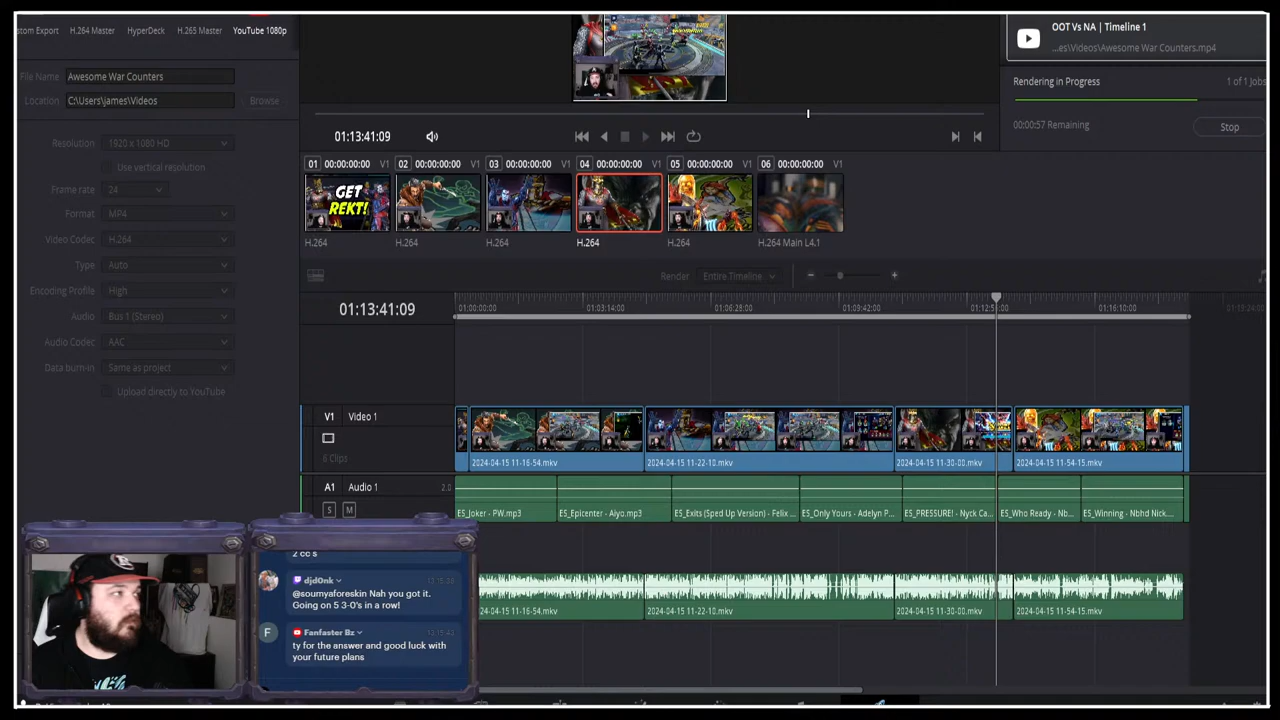 stom Export H.264 Master HyperDeck H.265 Master YouTube 1080p
File Name Awesome War Counters
Location C:\Users\james\Videos Browse
Resolution 1920 x 1080 HD
Use vertical resolution
Frame rate 24
Format MP4
Video Codec H.264
Type Auto
Encoding Profile High
Audio Bus 1 (Stereo)
Audio Codec AAC
Data burn-in Same as project
Upload directly to YouTube
OOT Vs NA | Timeline 1
...es\Videos\Awesome War Counters.mp4
Rendering in Progress 1 of 1 Jobs
00:00:57 Remaining Stop
01:13:41:09
01 00:00:00:00 V1 02 00:00:00:00 V1 03 00:00:00:00 V1 04 00:00:00:00 V1 05 00:00:00:00 V1 06 00:00:00:00 V1
GET
REKT!
H.264 H.264 H.264 H.264 H.264 H.264 Main L4.1
Render Entire Timeline
01:13:41:09
01:00:00:00 01:03:14:00 01:06:28:00 01:09:42:00 01:12:5 :00 01:16:10:00
V1 Video 1
6 Clips
2024-04-15 11-16-54.mkv 2024-04-15 11-22-10.mkv 2024-04-15 11-30-00.mkv 2024-04-15 11-54-15.mkv
A1 Audio 1 2.0
S M
ES_Joker - PW.mp3 ES_Epicenter - Aiyo.mp3 ES_Exits (Sped Up Version) - Felix ... ES_Only Yours - Adelyn P... ES_PRESSURE! - Nyck Ca... ES_Who Ready - Nb... ES_Winning - Nbhd Nick....
2 cc s
djd0nk 13:15:30
@soumyaforeskin Nah you got it.
Going on 5 3-0's in a row!
F Fanfaster Bz
ty for the answer and good luck with
your future plans
2024-04-15 11-16-54.mkv 2024-04-15 11-22-10.mkv 2024-04-15 11-30-00.mkv 2024-04-15 11-54-15.mkv